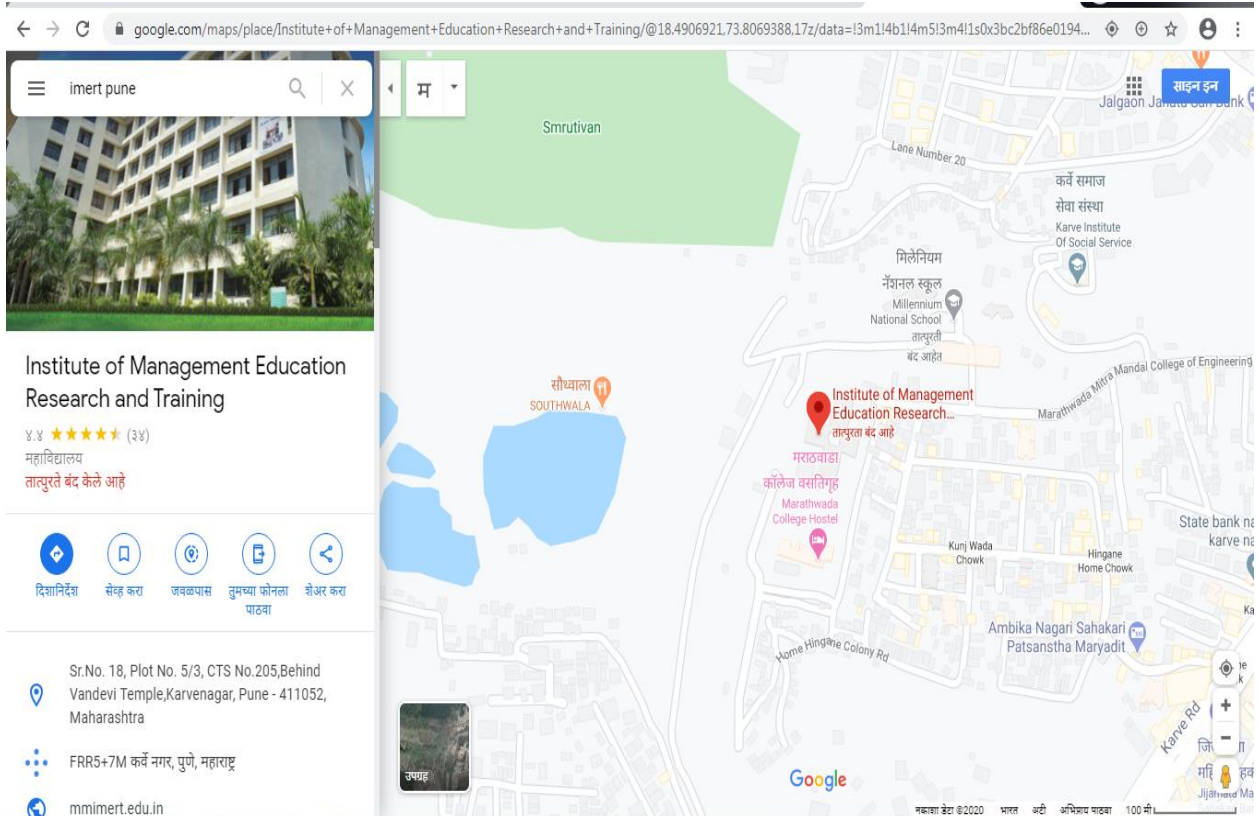 google.com/maps/place/Institute+of+Management+Education+Research+and+Training/@18.4906921,73.8069388,17z/data=!3m1!4b1!4m5!3m4!1s0x3bc2bf86e0194...
imert pune
म
साइन इन
Institute of Management Education
Research and Training
४.४
(३४)
महाविद्यालय
तात्पुरते बंद केले आहे
दिशानिर्देश
सेव्ह करा
जवळपास
तुमच्या फोनला
पाठवा
शेअर करा
Sr.No. 18, Plot No. 5/3, CTS No.205,Behind
Vandevi Temple,Karvenagar, Pune - 411052,
Maharashtra
FRR5+7M कर्वे नगर, पुणे, महाराष्ट्र
mmimert.edu.in
Smrutivan
Jalgaon
Lane Number 20
कर्वे समाज
सेवा संस्था
Karve Institute
Of Social Service
मिलेनियम
नॅशनल स्कूल
Millennium
National School
तात्पुरती
बंद आहेत
Marathwada Mitra Mandal College of Engineering
सौथ्वाला
SOUTHWALA
Institute of Management
Education Research...
तात्पुरता बंद आहे
मराठवाडा
कॉलेज वसतिगृह
Marathwada
College Hostel
State bank na
karve na
Kunj Wada
Chowk
Hingane
Home Chowk
Ambika Nagari Sahakari
Patsanstha Maryadit
Home Hingane Colony Rd
Karve Rd
उपग्रह
Google
नकाशा डेटा ©2020 भारत अटी अभिप्राय पाठवा 100 मी